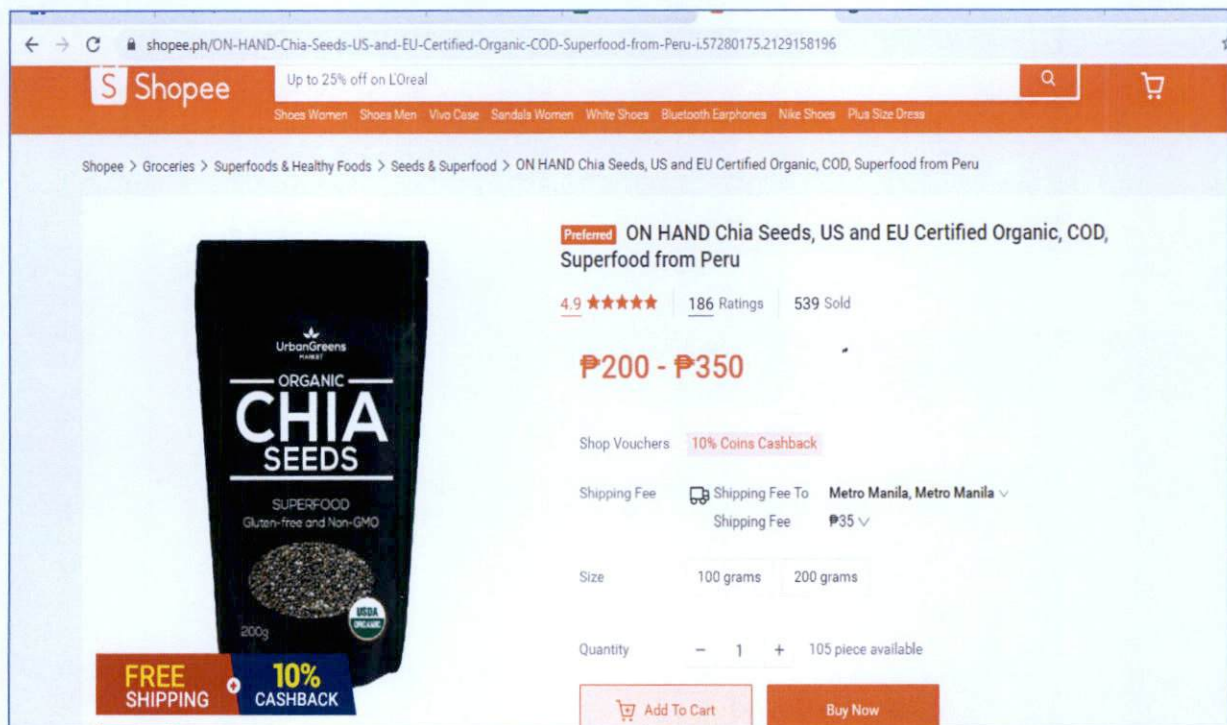 shopee.ph/ON-HAND-Chia-Seeds-US-and-EU-Certified-Organic-COD-Superfood-from-Peru-i.57280175.2129158196
S Shopee
Up to 25% off on L'Oreal
Shoes Women Shoes Men Vivo Case Sandals Women White Shoes Bluetooth Earphones Nike Shoes Plus Size Dress
Shopee > Groceries > Superfoods & Healthy Foods > Seeds & Superfood > ON HAND Chia Seeds, US and EU Certified Organic, COD, Superfood from Peru
Preferred ON HAND Chia Seeds, US and EU Certified Organic, COD,
Superfood from Peru
4.9 ★★★★★ 186 Ratings 539 Sold
₱200 - ₱350
Shop Vouchers 10% Coins Cashback
Shipping Fee Shipping Fee To Metro Manila, Metro Manila
Shipping Fee ₱35
Size 100 grams 200 grams
Quantity - 1 + 105 piece available
Add To Cart Buy Now
UrbanGreens
MARKET
ORGANIC
CHIA
SEEDS
SUPERFOOD
Gluten-free and Non-GMO
USDA
ORGANIC
200g
FREE
SHIPPING
+
10%
CASHBACK